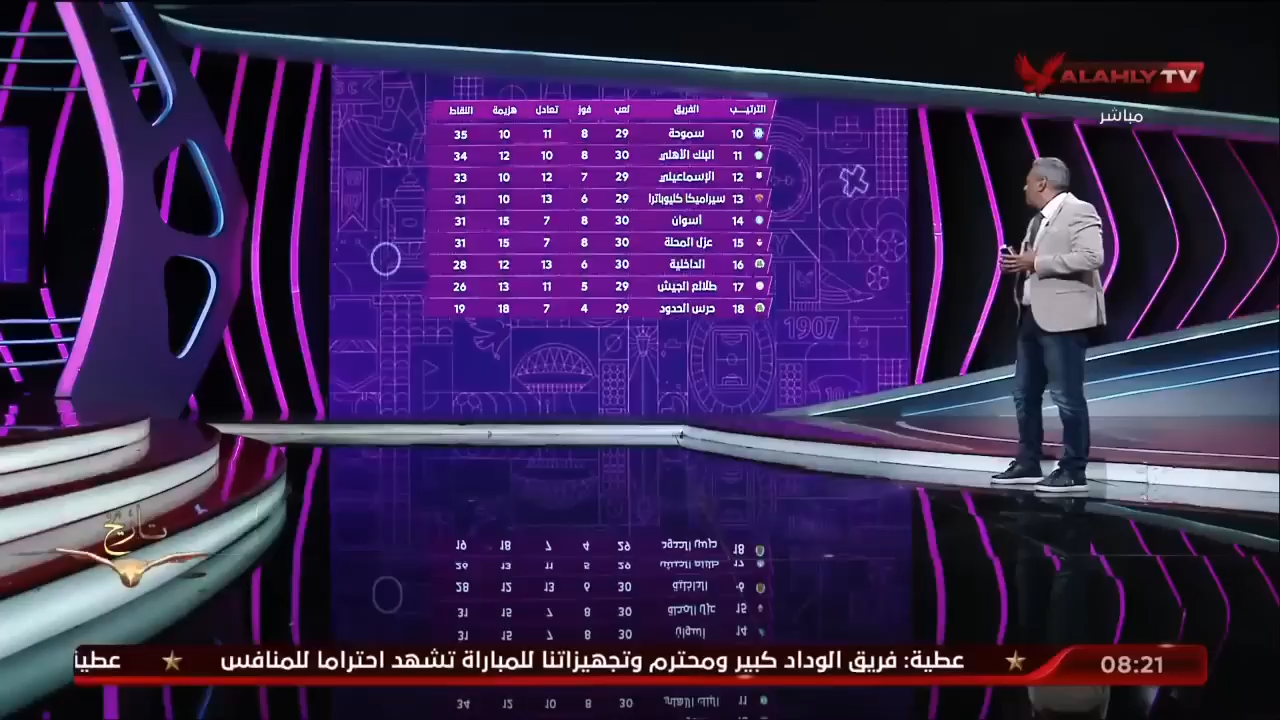 ALAHLY TV
مباشر
الترتيب الفريق لعب فوز تعادل هزيمة النقاط
10 سموحة 29 8 11 10 35
11 البنك الأهلي 30 8 10 12 34
12 الإسماعيلي 29 7 12 10 33
13 سيراميكا كليوباترا 29 6 13 10 31
14 اسوان 30 8 7 15 31
15 غزل المحلة 30 8 7 15 31
16 الداخلية 30 6 13 12 28
17 طلائع الجيش 29 5 11 13 26
18 حرس الحدود 29 4 7 18 19
1907
تاريخ
08:21 عطية: فريق الوداد كبير ومحترم وتجهيزاتنا للمباراة تشهد احتراما للمنافس عطية